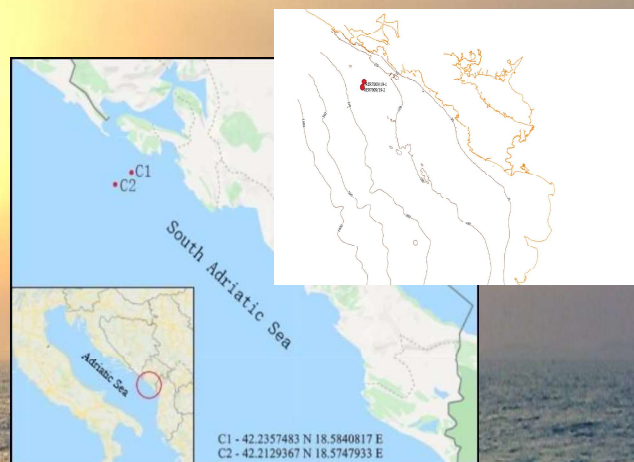 C1
C2
South Adriatic Sea
Adriatic Sea
C1 - 42.2357483 N 18.5840817 E
C2 - 42.2129367 N 18.5747933 E